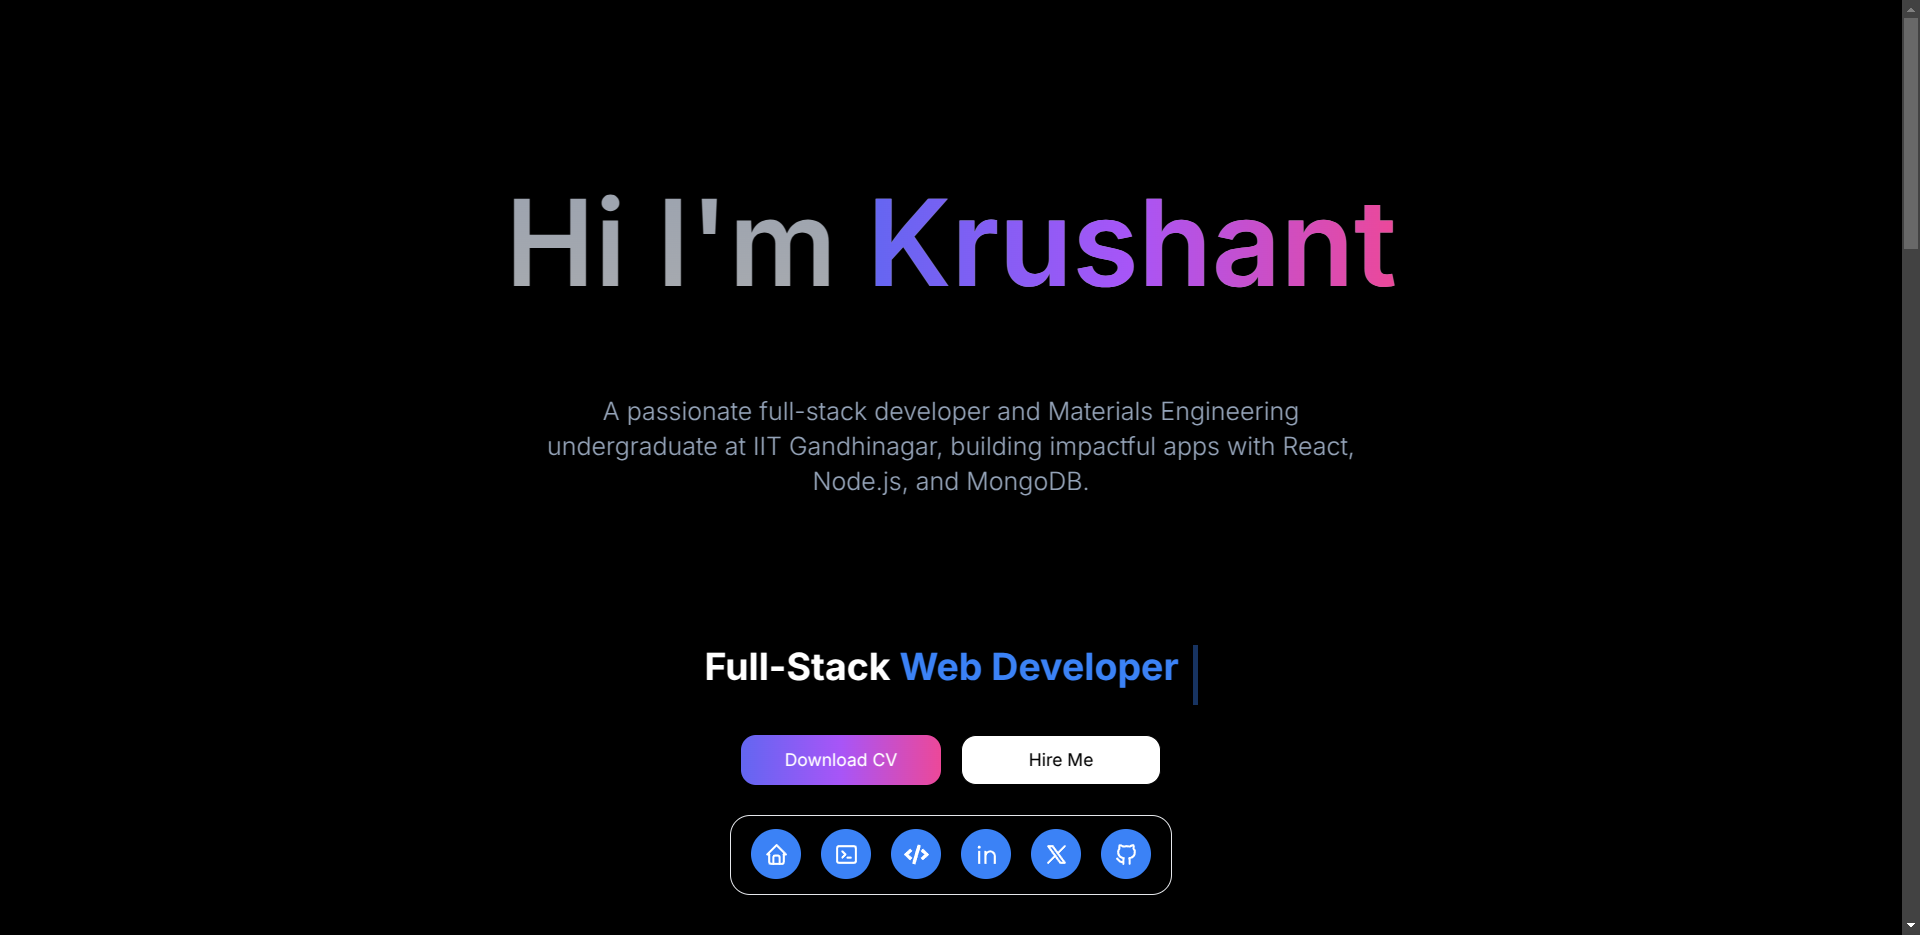 Hi I'm Krushant
A passionate full-stack developer and Materials Engineering
undergraduate at IIT Gandhinagar, building impactful apps with React,
Node.js, and MongoDB.
Full-Stack Web Developer
Download CV
Hire Me